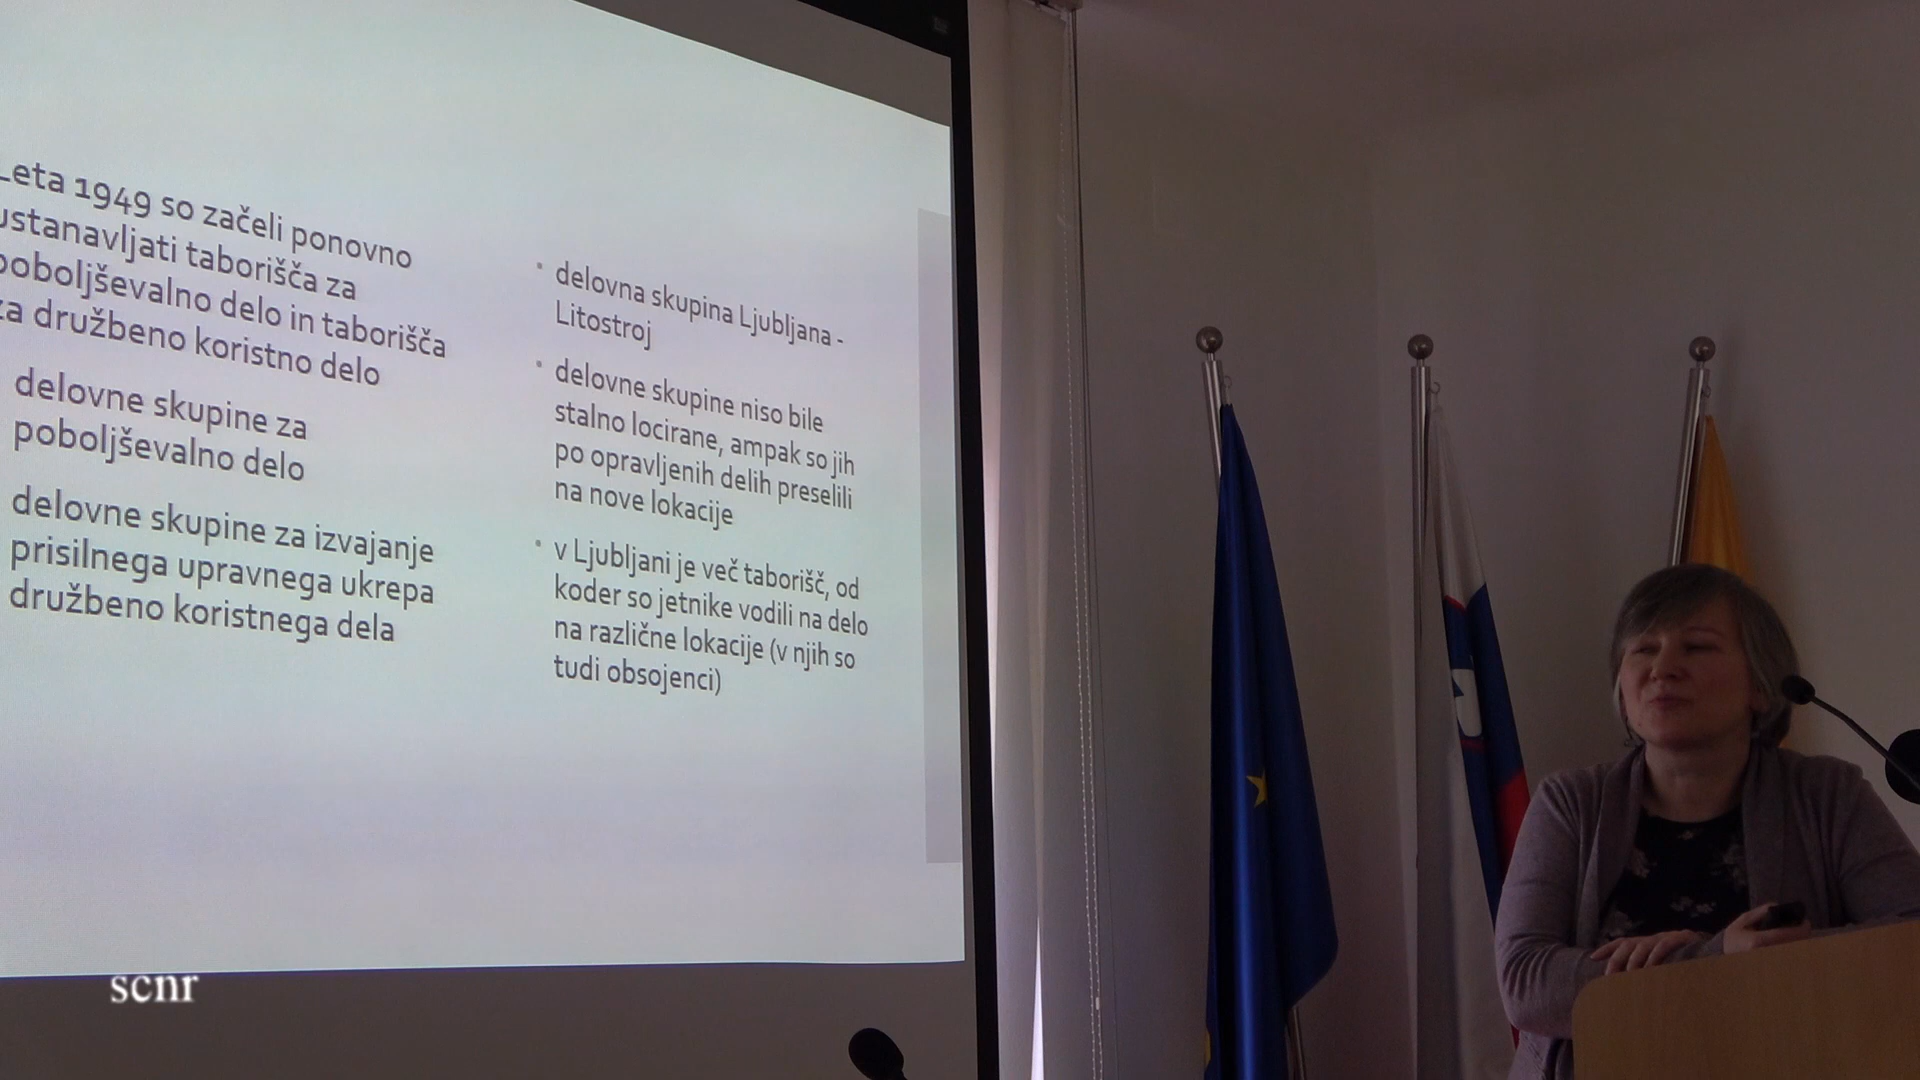 Leta 1949 so začeli ponovno
ustanavljati taborišča za
poboljševalno delo in taborišča
za družbeno koristno delo
delovne skupine za
poboljševalno delo
delovne skupine za izvajanje
prisilnega upravnega ukrepa
družbeno koristnega dela
delovna skupina Ljubljana -
Litostroj
delovne skupine niso bile
stalno locirane, ampak so jih
po opravljenih delih preselili
na nove lokacije
v Ljubljani je več taborišč, od
koder so jetnike vodili na delo
na različne lokacije (v njih so
tudi obsojenci)
scnr